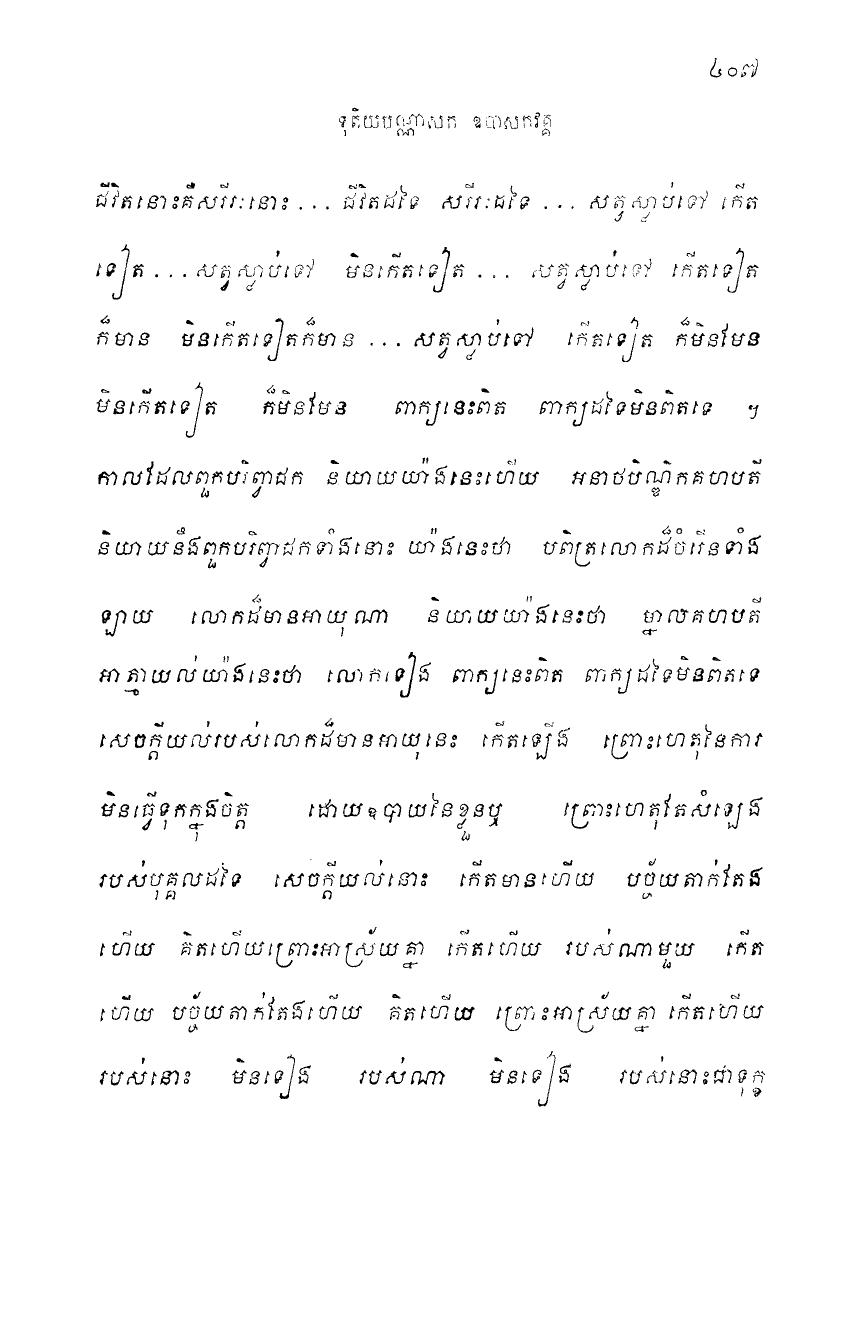 ៤០៧
ទុតិយបណ្ណាសក ឧបាសកវគ្គ
ជីវិតនោះគឺសរីរៈនោះ ... ជីវិតដទៃ សរីរៈដទៃ ... សត្វស្លាប់ទៅ កើត
ទៀត ... សត្វស្លាប់ទៅ មិនកើតទៀត ... សត្វស្លាប់ទៅ កើតទៀត
ក៏មាន មិនកើតទៀតក៏មាន ... សត្វស្លាប់ទៅ កើតទៀត ក៏មិនមែន
មិនកើតទៀត ក៏មិនមែន ពាក្យនេះពិត ពាក្យដទៃមិនពិតទេ ។
កាលដែលពួកបរិព្វាជក និយាយយ៉ាងនេះហើយ អនាថបិណ្ឌិកគហបតី
និយាយនឹងពួកបរិព្វាជកទាំងនោះ យ៉ាងនេះថា បពិត្រលោកដ៏ចំរើនទាំង
ឡាយ លោកដ៏មានអាយុណា និយាយយ៉ាងនេះថា ម្នាលគហបតី
អាត្មាយល់យ៉ាងនេះថា លោកទៀង ពាក្យនេះពិត ពាក្យដទៃមិនពិតទេ
សេចក្តីយល់របស់លោកដ៏មានអាយុនេះ កើតឡើង ព្រោះហេតុនៃការ
មិនធ្វើទុកក្នុងចិត្ត ដោយឧបាយនៃខ្លួនឬ ព្រោះហេតុតែសំឡេង
របស់បុគ្គលដទៃ សេចក្តីយល់នោះ កើតមានហើយ បច្ច័យតាក់តែង
ហើយ គិតហើយព្រោះអាស្រ័យគ្នា កើតហើយ របស់ណាមួយ កើត
ហើយ បច្ច័យតាក់តែងហើយ គិតហើយ ព្រោះអាស្រ័យគ្នា កើតហើយ
របស់នោះ មិនទៀង របស់ណា មិនទៀង របស់នោះជាទុក្ខ